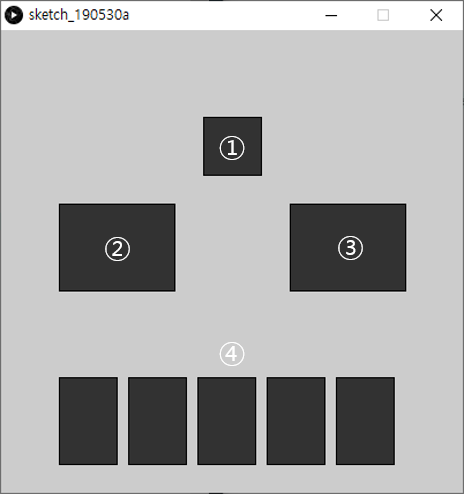 sketch_190530a
①
② ③
④